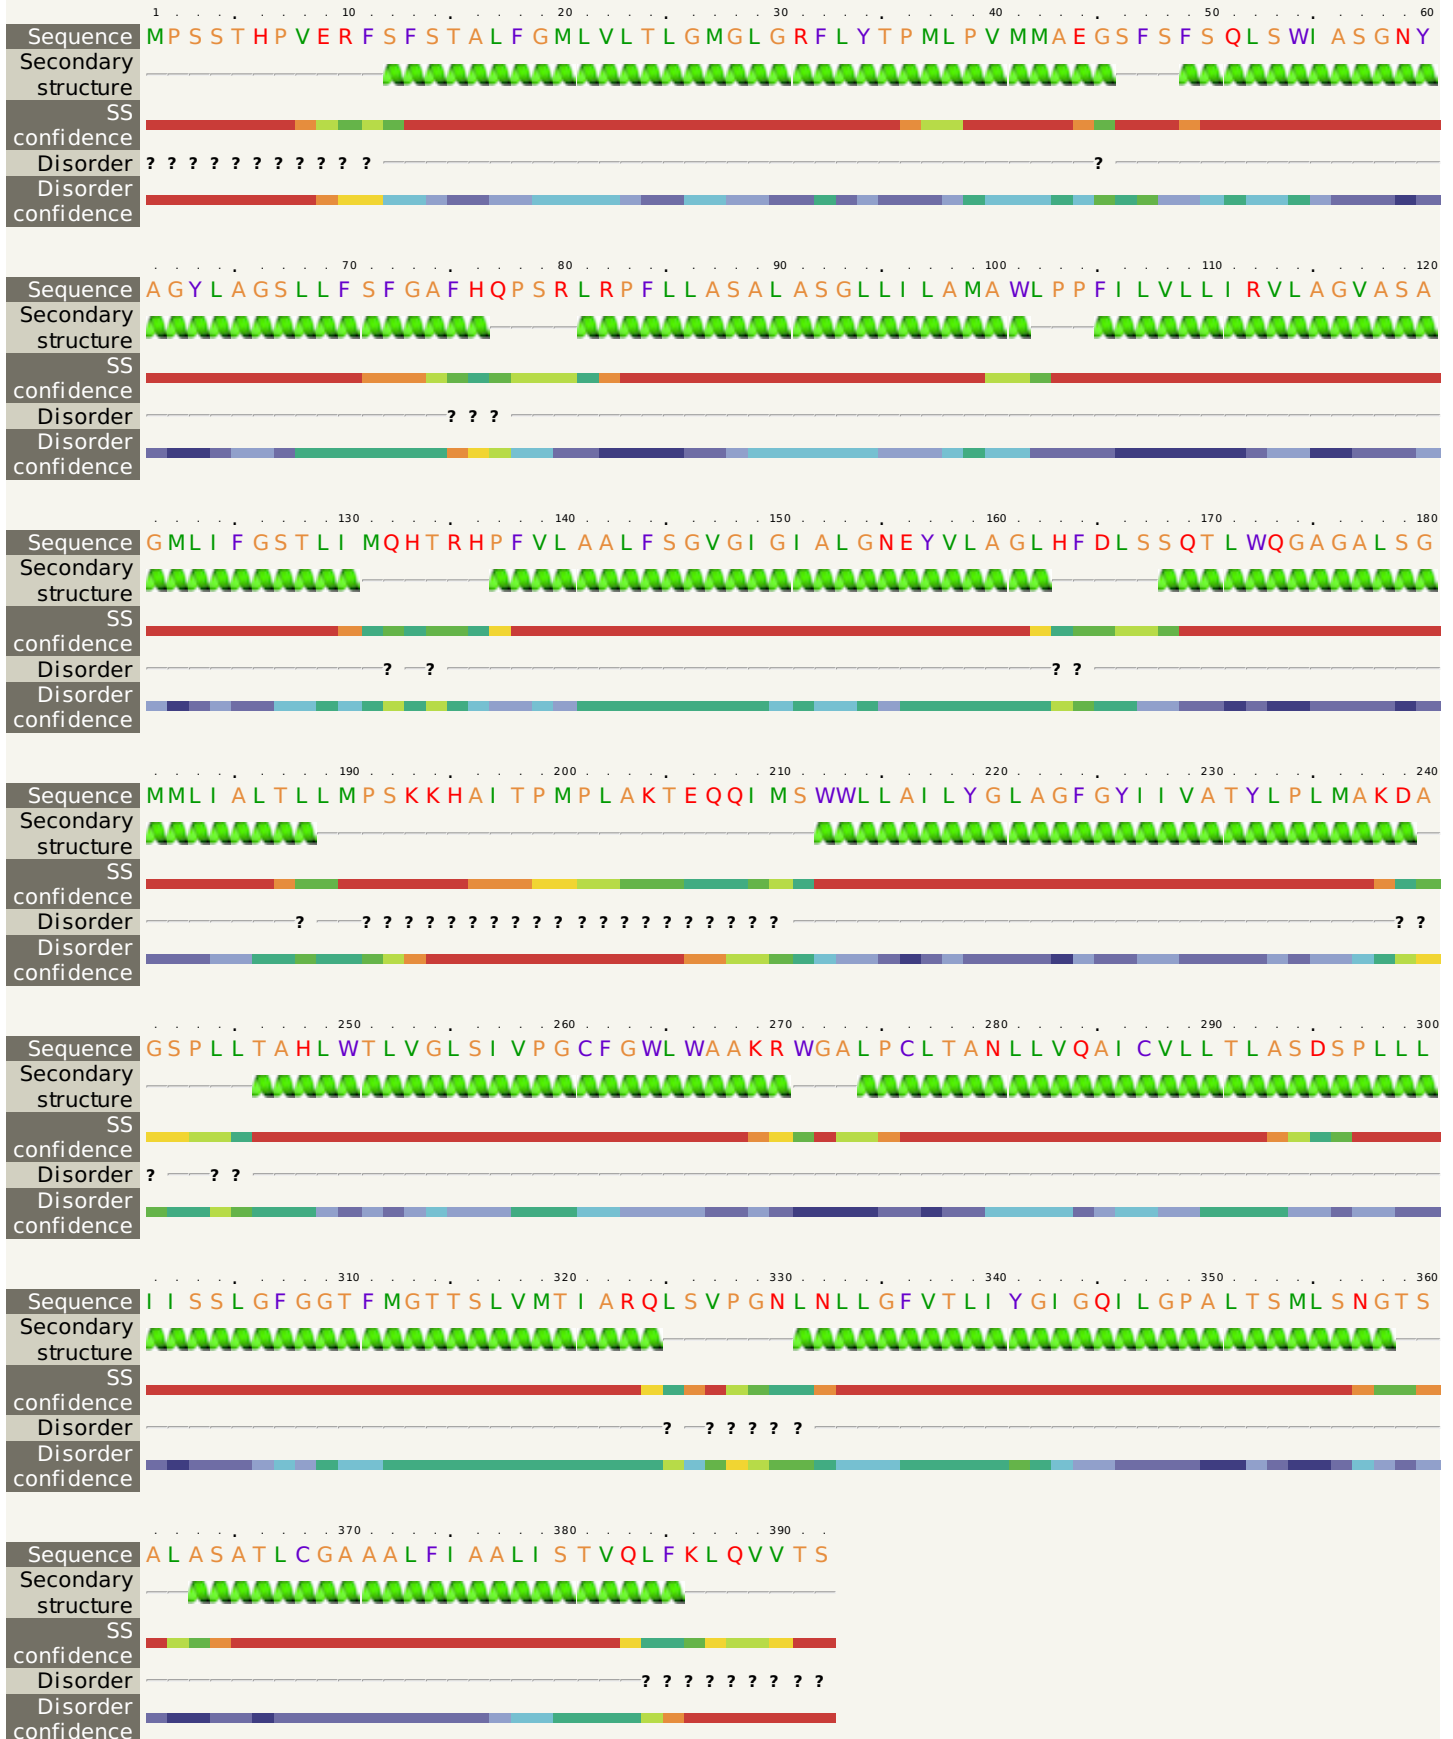 1 10 20 30 40 50 60
Sequence MPSSTHPVERFSFSTALFGMLVLTLGMGLGRFLYTPMLPVMMAEGSFSFSQLSWIASGNY
Secondary
structure
SS
confidence
Disorder ? ? ? ? ? ? ? ? ? ? ? ?
Disorder
confidence
70 80 90 100 110 120
Sequence AGYLAGSLLFSFGAFHQPSRLRPFLLASALASGLLILAMAWLPPFILVLLIRVLAGVASA
Secondary
structure
SS
confidence
Disorder ? ? ?
Disorder
confidence
130 140 150 160 170 180
Sequence GMLIFGSTLIMQHTRHPFVLAALFSGVGIGIALGNEYVLAGLHFDLSSQTLWQGAGALSG
Secondary
structure
SS
confidence
Disorder ? ? ? ?
Disorder
confidence
190 200 210 220 230 240
Sequence MMLIALTLLMPSKKHAITPMPLAKTEQQIMSWWLLAILYGLAGFGYIIVATYLPLMAKDA
Secondary
structure
SS
confidence
Disorder ? ? ? ? ? ? ? ? ? ? ? ? ? ? ? ? ? ? ? ? ? ? ?
Disorder
confidence
250 260 270 280 290 300
Sequence GSPLLTAHLWTLVGLSIVPGCFGWLWAAKRWGALPCLTANLLVQAICVLLTLASDSPLLL
Secondary
structure
SS
confidence
Disorder ? ? ?
Disorder
confidence
310 320 330 340 350 360
Sequence IISSLGFGGTFMGTTSLVMTIARQLSVPGNLNLLGFVTLIYGIGQILGPALTSMLSNGTS
Secondary
structure
SS
confidence
Disorder ? ? ? ? ? ?
Disorder
confidence
370 380 390
Sequence ALASATLCGAAALFIAALISTVQLFKLQVVTS
Secondary
structure
SS
confidence
Disorder ? ? ? ? ? ? ? ? ?
Disorder
confidence